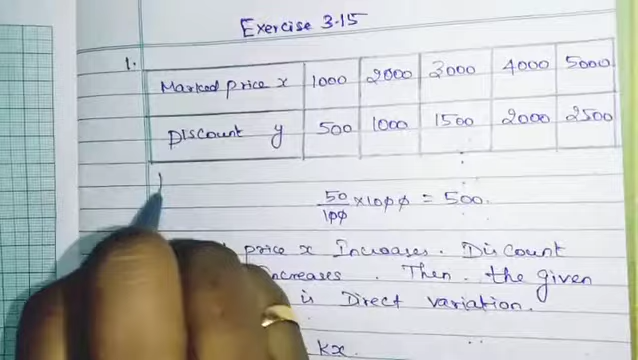 Exercise 3.15
1.
Marked price x 1000 2000 3000 4000 5000
Discount y 500 1000 1500 2000 2500
50/100 × 1000 = 500.
price x Increases. Discount
ncreases. Then the given
is Direct variation.
kx.